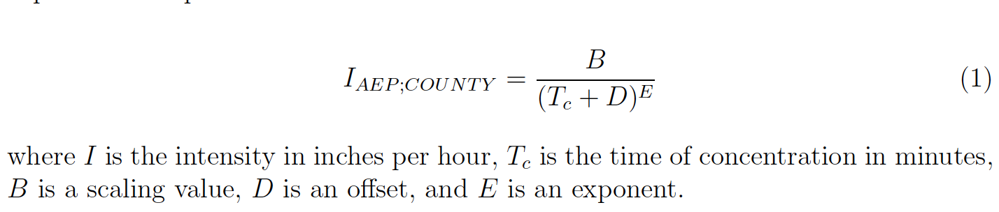 I_{AEP;COUNTY} = \frac{B}{(T_c + D)^E} (1)
where I is the intensity in inches per hour, T_c is the time of concentration in minutes,
B is a scaling value, D is an offset, and E is an exponent.